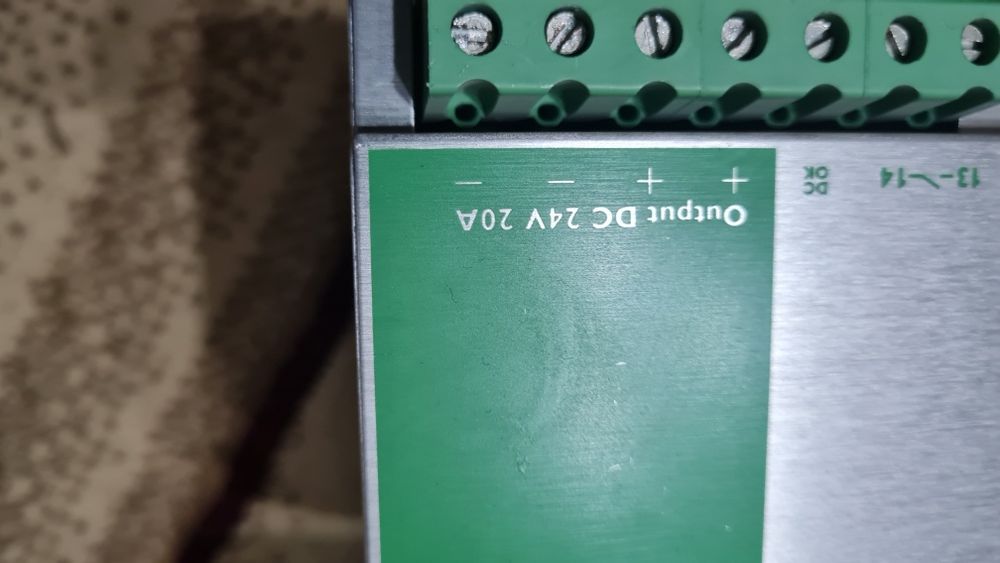 13-╱-14
DC
OK
Output DC 24V 20A
+ + − −